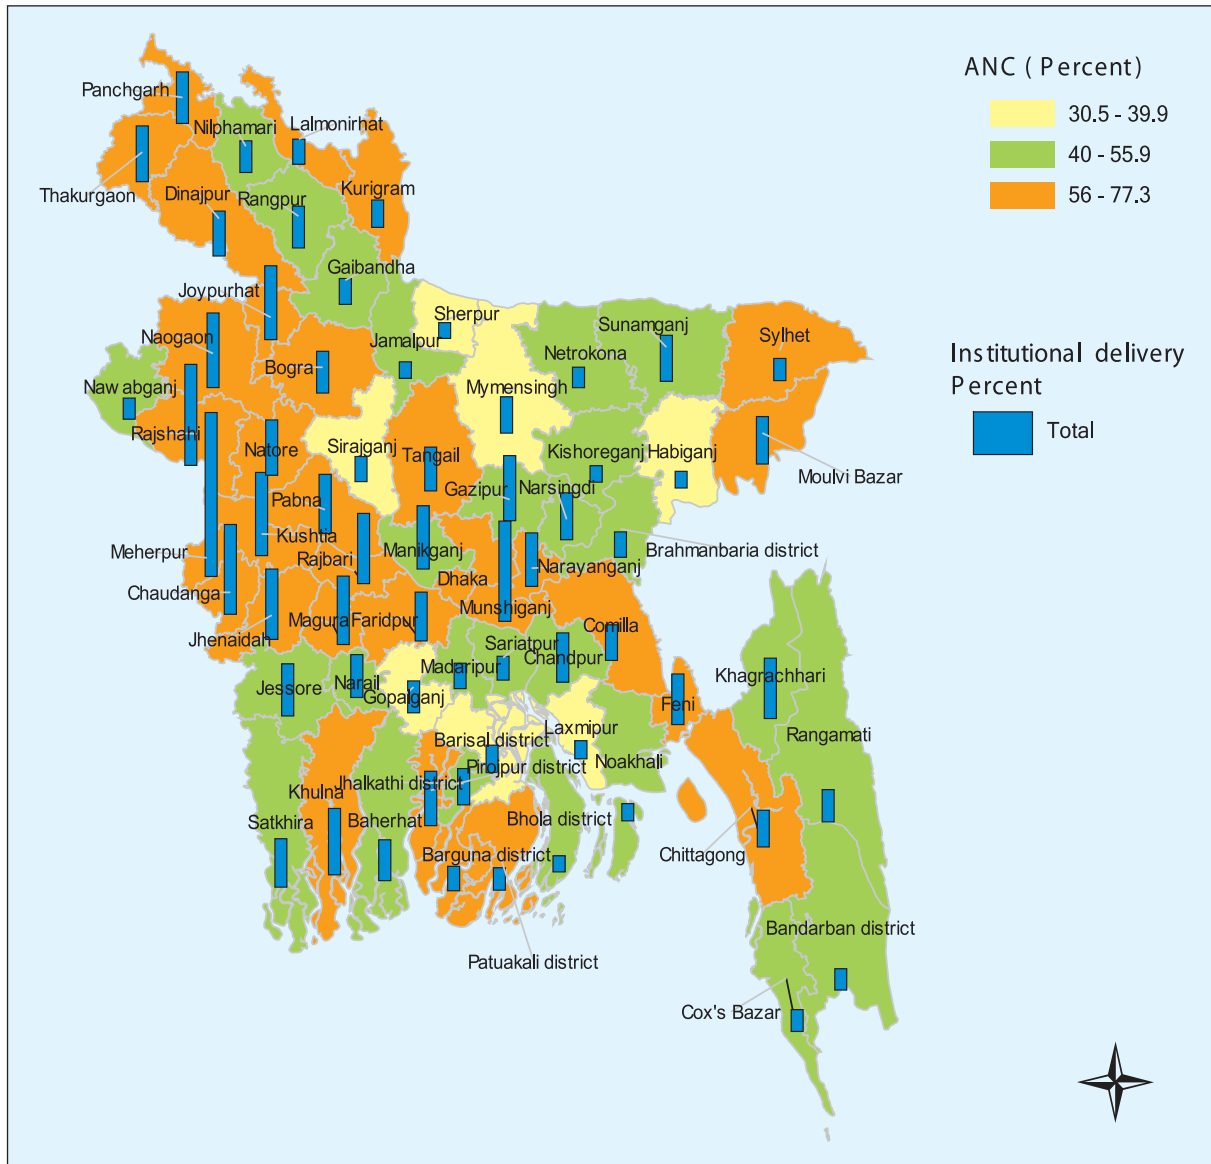 ANC ( Percent)
30.5 - 39.9
40 - 55.9
56 - 77.3
Institutional delivery
Percent
Total
Panchgarh
Nilphamari
Lalmonirhat
Thakurgaon
Dinajpur
Rangpur
Kurigram
Gaibandha
Joypurhat
Sherpur
Sunamganj
Sylhet
Naogaon
Jamalpur
Netrokona
Bogra
Nawabganj
Mymensingh
Rajshahi
Natore
Sirajganj
Tangail
Kishoreganj
Habiganj
Moulvi Bazar
Pabna
Gazipur
Narsingdi
Kushtia
Meherpur
Rajbari
Manikganj
Brahmanbaria district
Narayanganj
Chaudanga
Dhaka
Munshiganj
Jhenaidah
Magura
Faridpur
Comilla
Sariatpur
Madaripur
Chandpur
Khagrachhari
Jessore
Narail
Gopalganj
Feni
Laxmipur
Rangamati
Barisal district
Noakhali
Pirojpur district
Jhalkathi district
Khulna
Satkhira
Baherhat
Bhola district
Chittagong
Barguna district
Bandarban district
Patuakali district
Cox's Bazar